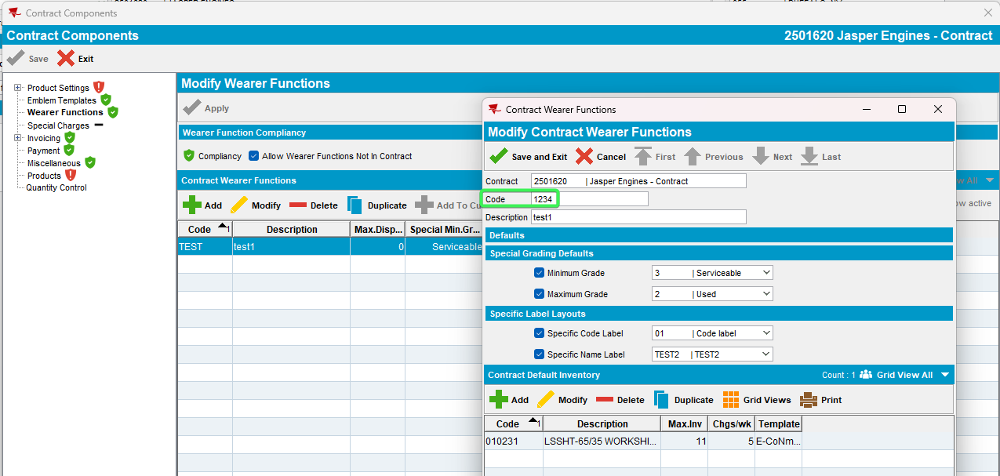 Contract Components
Contract Components
2501620 Jasper Engines - Contract
Save
Exit
Product Settings
Emblem Templates
Wearer Functions
Special Charges
Invoicing
Payment
Miscellaneous
Products
Quantity Control
Modify Wearer Functions
Apply
Wearer Function Compliancy
Compliancy
Allow Wearer Functions Not In Contract
Contract Wearer Functions
Add Modify Delete Duplicate Add To Cu
Code 1 Description Max.Disp... Special Min.Gr...
TEST test1 0 Serviceable
Contract Wearer Functions
Modify Contract Wearer Functions
Save and Exit Cancel First Previous Next Last
Contract 2501620 | Jasper Engines - Contract
Code 1234
Description test1
Defaults
Special Grading Defaults
Minimum Grade 3 | Serviceable
Maximum Grade 2 | Used
Specific Label Layouts
Specific Code Label 01 | Code label
Specific Name Label TEST2 | TEST2
Contract Default Inventory Count : 1 Grid View All
Add Modify Delete Duplicate Grid Views Print
Code 1 Description Max.Inv Chgs/wk Template
010231 LSSHT-65/35 WORKSHI... 11 5 E-CoNm...
All
ow active